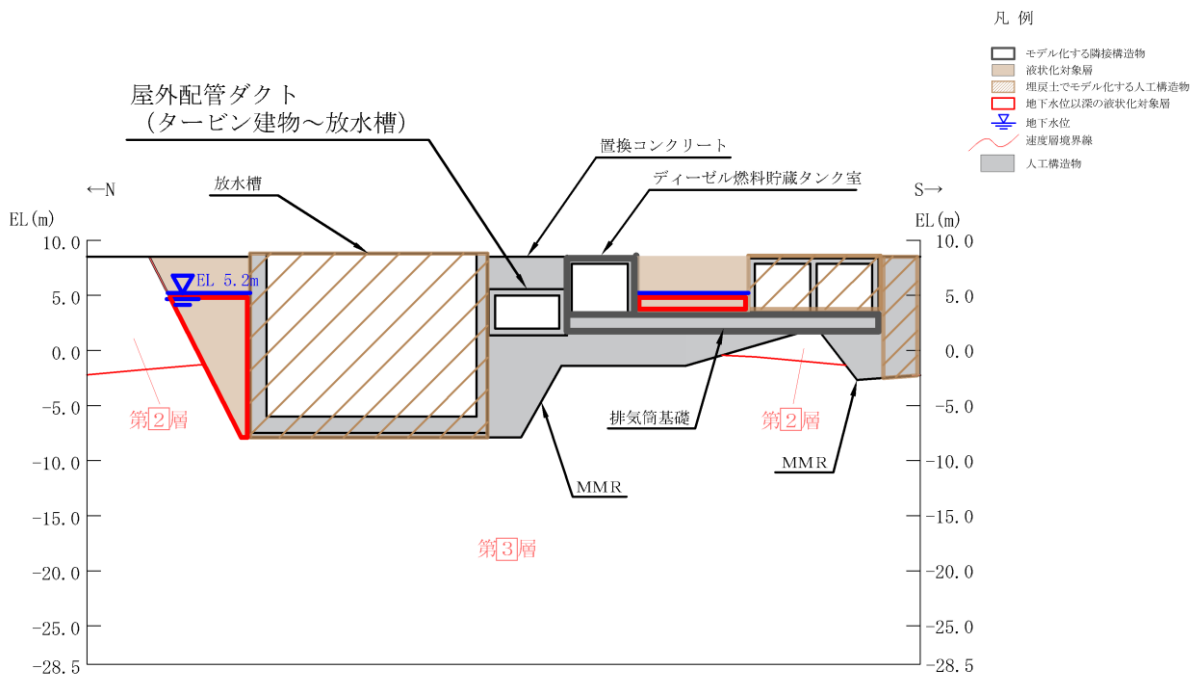 凡 例
モデル化する隣接構造物
液状化対象層
埋戻土でモデル化する人工構造物
地下水位以深の液状化対象層
地下水位
速度層境界線
人工構造物
屋外配管ダクト
（タービン建物～放水槽）
置換コンクリート
放水槽
ディーゼル燃料貯蔵タンク室
←N
S→
EL(m)
EL(m)
10.0
5.0
0.0
-5.0
-10.0
-15.0
-20.0
-25.0
-28.5
EL 5.2m
第2層
排気筒基礎
第2層
MMR
MMR
第3層
10.0
5.0
0.0
-5.0
-10.0
-15.0
-20.0
-25.0
-28.5